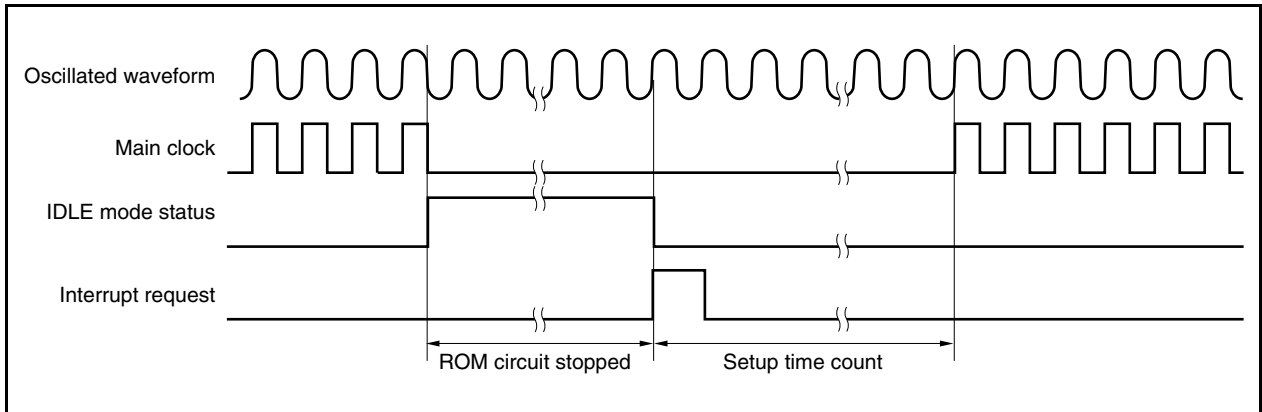 Oscillated waveform
Main clock
IDLE mode status
Interrupt request
ROM circuit stopped
Setup time count